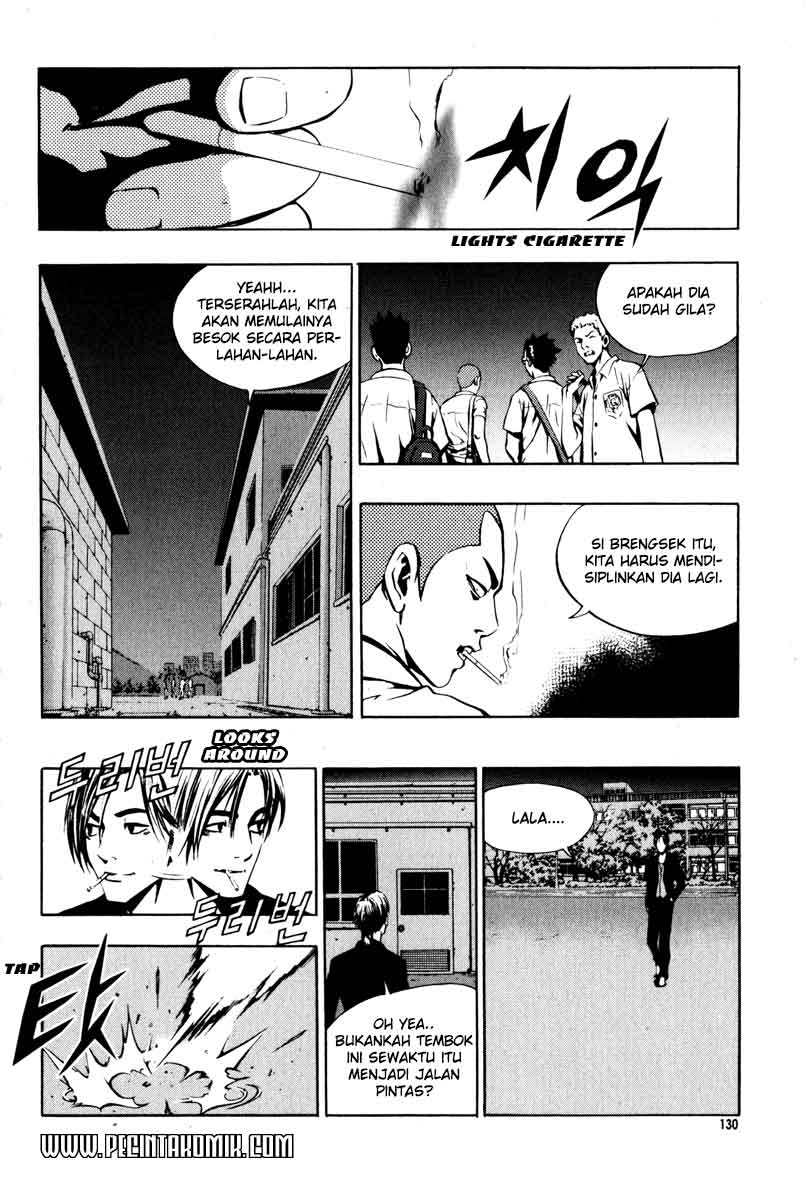 치익
LIGHTS CIGARETTE
YEAHH...
TERSERAHLAH, KITA
AKAN MEMULAINYA
BESOK SECARA PER-
LAHAN-LAHAN.
APAKAH DIA
SUDAH GILA?
SI BRENGSEK ITU,
KITA HARUS MENDI-
SIPLINKAN DIA LAGI.
LOOKS
AROUND
두리번
두리번
TAP
탁
OH YEA..
BUKANKAH TEMBOK
INI SEWAKTU ITU
MENJADI JALAN
PINTAS?
LALA....
130
WWW.PECINTAKOMIK.COM